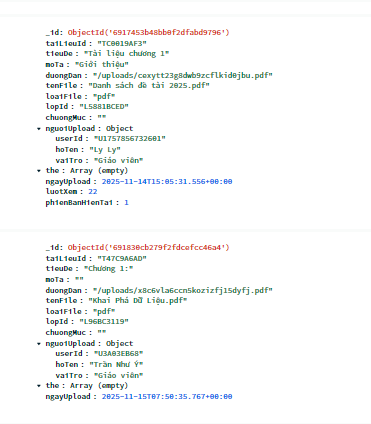 _id: ObjectId('6917453b48bb0f2dfabd9796')
taiLieuId : "TC0019AF3"
tieuDe : "Tài liệu chương 1"
moTa : "Giới thiệu"
duongDan : "/uploads/cexytt23g8dwb9zcflkid0jbu.pdf"
tenFile : "Danh sách đề tài 2025.pdf"
loaiFile : "pdf"
lopId : "L5881BCED"
chuongMuc : ""
nguoiUpload : Object
userId : "U1757856732601"
hoTen : "Ly Ly"
vaiTro : "Giáo viên"
the : Array (empty)
ngayUpload : 2025-11-14T15:05:31.556+00:00
luotXem : 22
phienBanHienTai : 1
_id: ObjectId('691830cb279f2fdcefcc46a4')
taiLieuId : "T47C9A6AD"
tieuDe : "Chương 1:"
moTa : ""
duongDan : "/uploads/x8c6vla6ccn5kozizfj15dyfj.pdf"
tenFile : "Khai Phá Dữ Liệu.pdf"
loaiFile : "pdf"
lopId : "L96BC3119"
chuongMuc : ""
nguoiUpload : Object
userId : "U3A03EB68"
hoTen : "Trần Như Ý"
vaiTro : "Giáo viên"
the : Array (empty)
ngayUpload : 2025-11-15T07:50:35.767+00:00